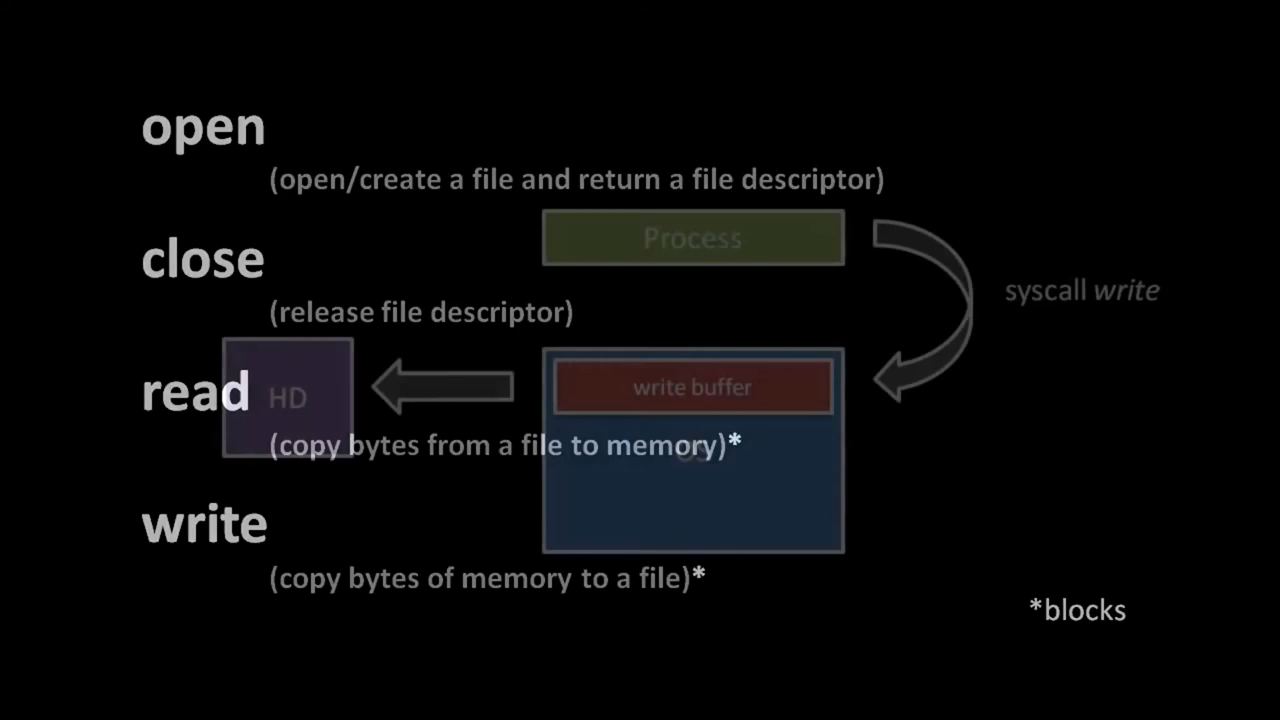 open
(open/create a file and return a file descriptor)
Process
close
syscall write
(release file descriptor)
write buffer
read
HD
(copy bytes from a file to memory)*
OS
write
(copy bytes of memory to a file)*
*blocks